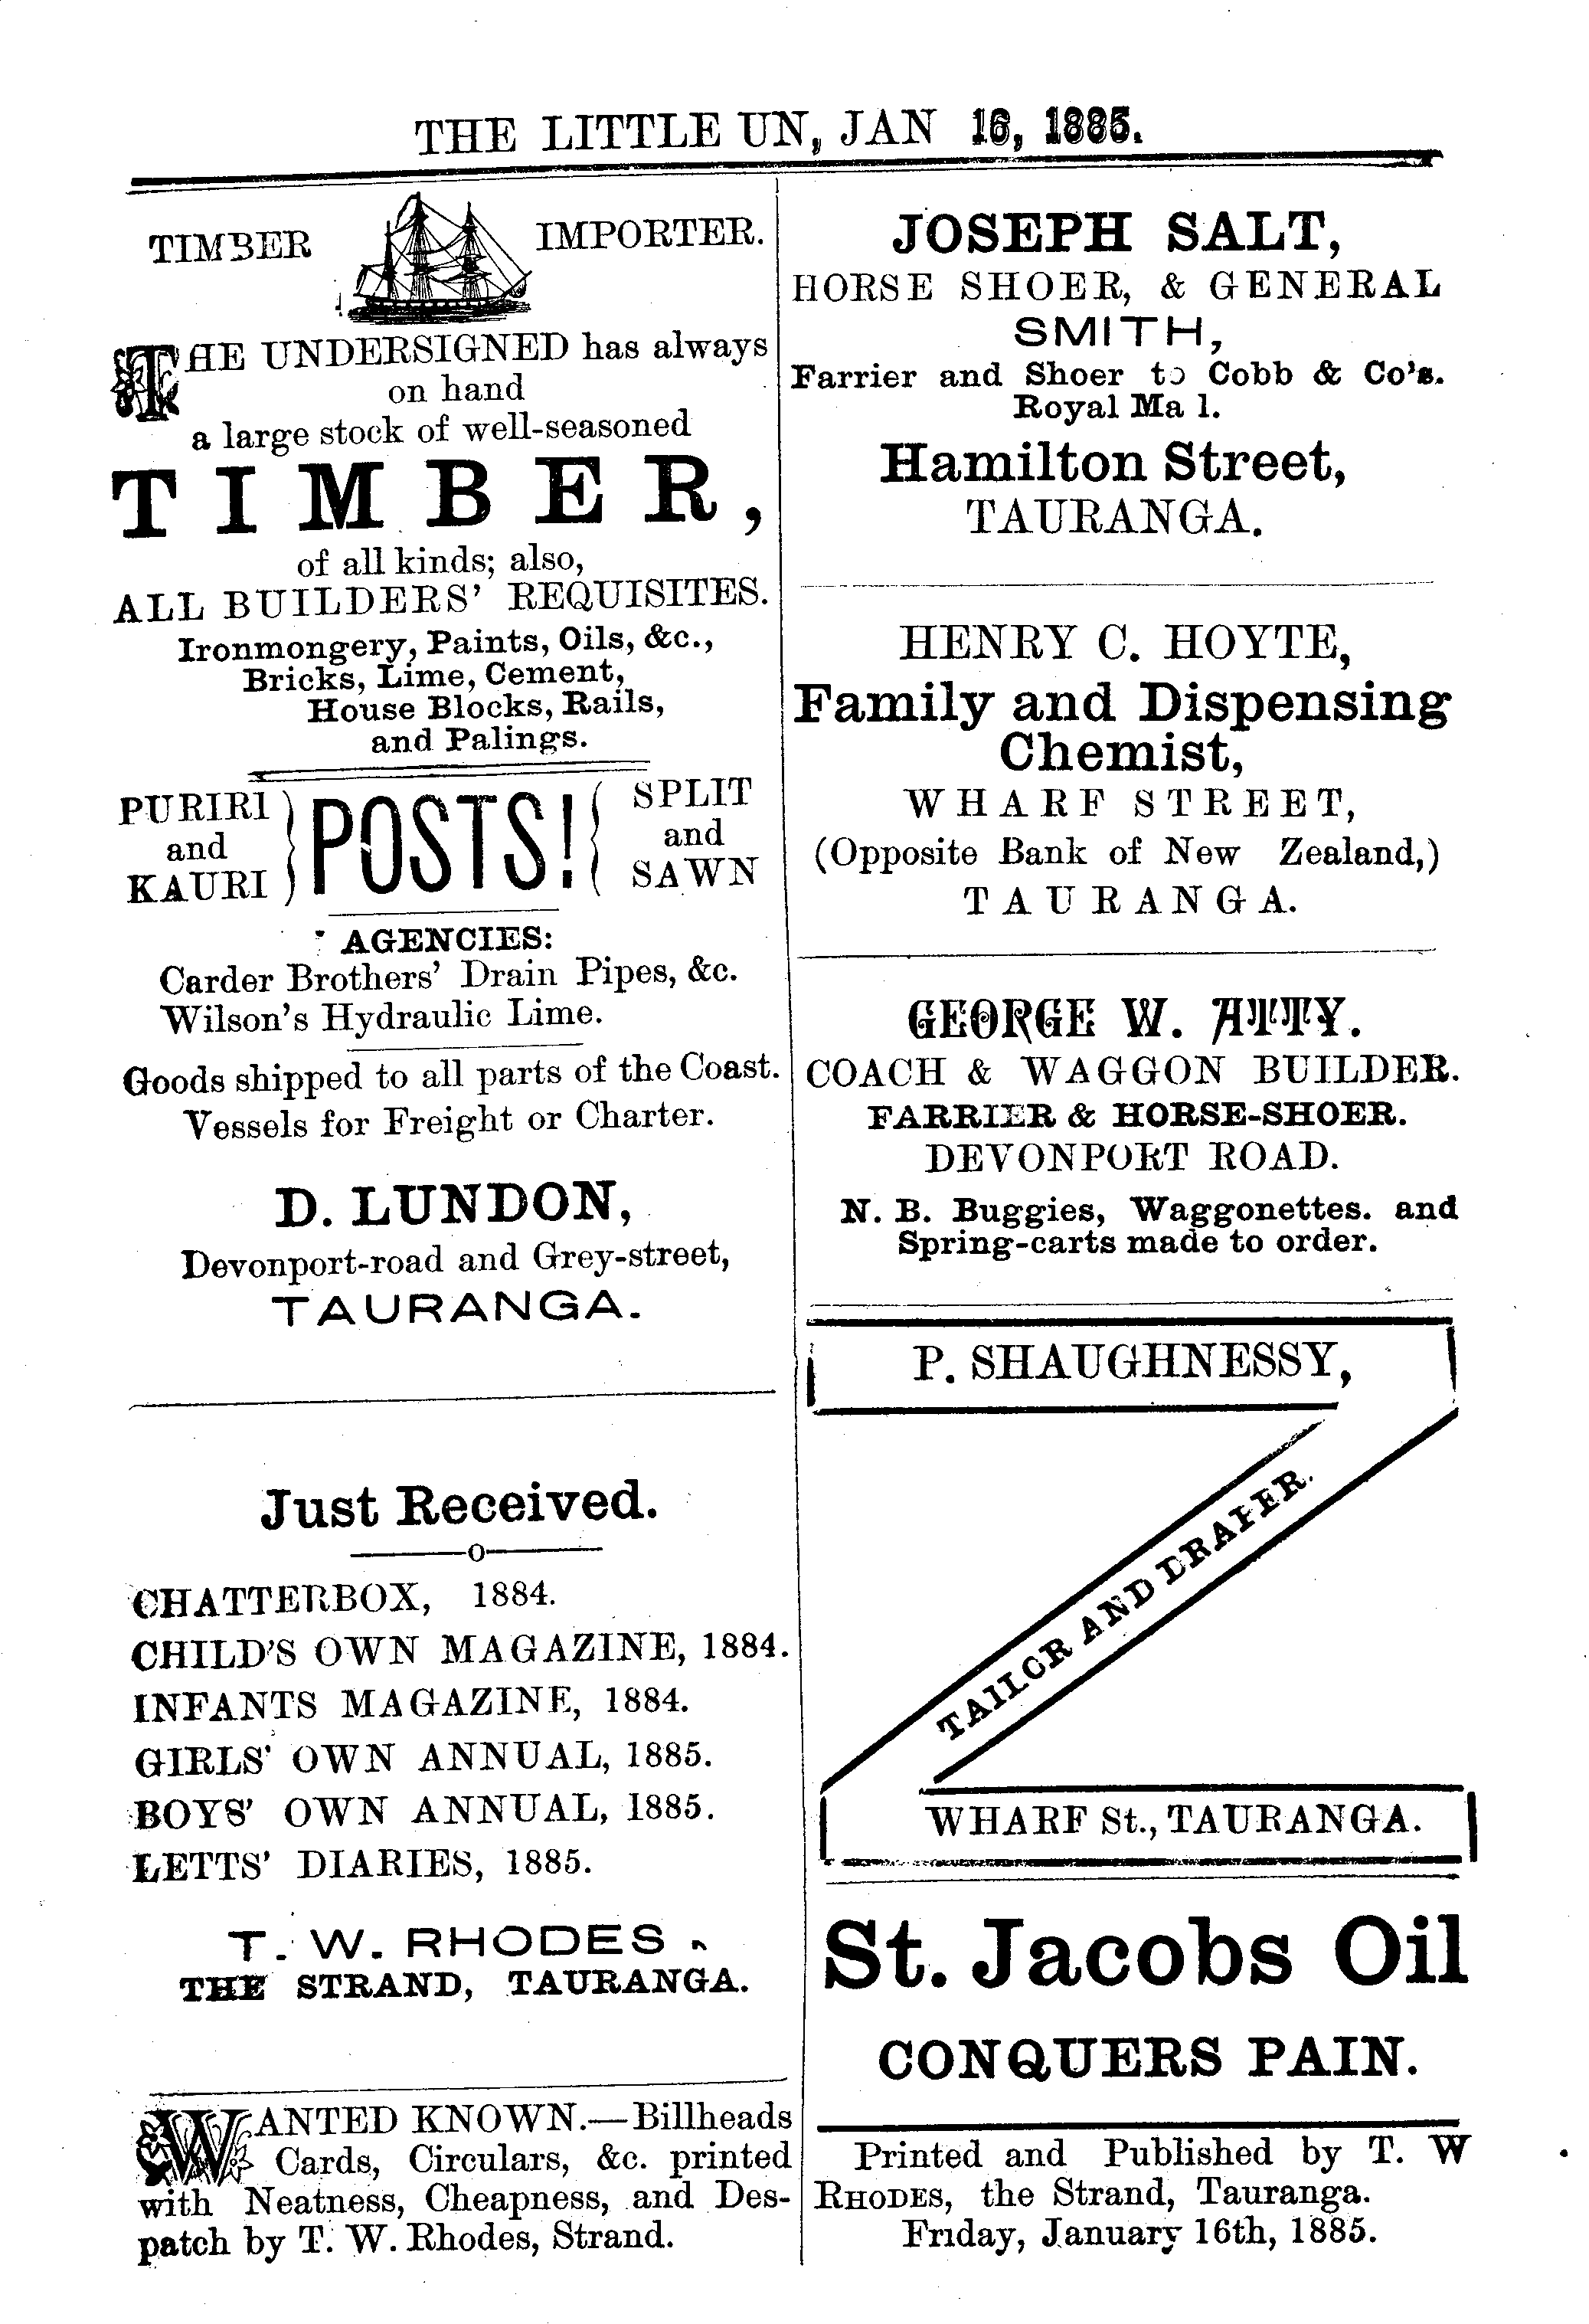 THE LITTLE UN, JAN 16, 1885.
TIMBER IMPORTER.
THE UNDERSIGNED has always
on hand
a large stock of well-seasoned
TIMBER,
of all kinds; also,
ALL BUILDERS' REQUISITES.
Ironmongery, Paints, Oils, &c.,
Bricks, Lime, Cement,
House Blocks, Rails,
and Palings.
PURIRI
and
KAURI
POSTS!
SPLIT
and
SAWN
AGENCIES:
Carder Brothers' Drain Pipes, &c.
Wilson's Hydraulic Lime.
Goods shipped to all parts of the Coast.
Vessels for Freight or Charter.
D. LUNDON,
Devonport-road and Grey-street,
TAURANGA.
Just Received.
CHATTERBOX, 1884.
CHILD'S OWN MAGAZINE, 1884.
INFANTS MAGAZINE, 1884.
GIRLS' OWN ANNUAL, 1885.
BOYS' OWN ANNUAL, 1885.
LETTS' DIARIES, 1885.
T. W. RHODES
THE STRAND, TAURANGA.
WANTED KNOWN.—Billheads
Cards, Circulars, &c. printed
with Neatness, Cheapness, and Des-
patch by T. W. Rhodes, Strand.
JOSEPH SALT,
HORSE SHOER, & GENERAL
SMITH,
Farrier and Shoer to Cobb & Co's.
Royal Ma l.
Hamilton Street,
TAURANGA.
HENRY C. HOYTE,
Family and Dispensing
Chemist,
WHARF STREET,
(Opposite Bank of New Zealand,)
TAURANGA.
GEORGE W. ATTY.
COACH & WAGGON BUILDER.
FARRIER & HORSE-SHOER.
DEVONPORT ROAD.
N. B. Buggies, Waggonettes. and
Spring-carts made to order.
P. SHAUGHNESSY,
TAILOR AND DRAPER.
WHARF St., TAURANGA.
St. Jacobs Oil
CONQUERS PAIN.
Printed and Published by T. W
RHODES, the Strand, Tauranga.
Friday, January 16th, 1885.